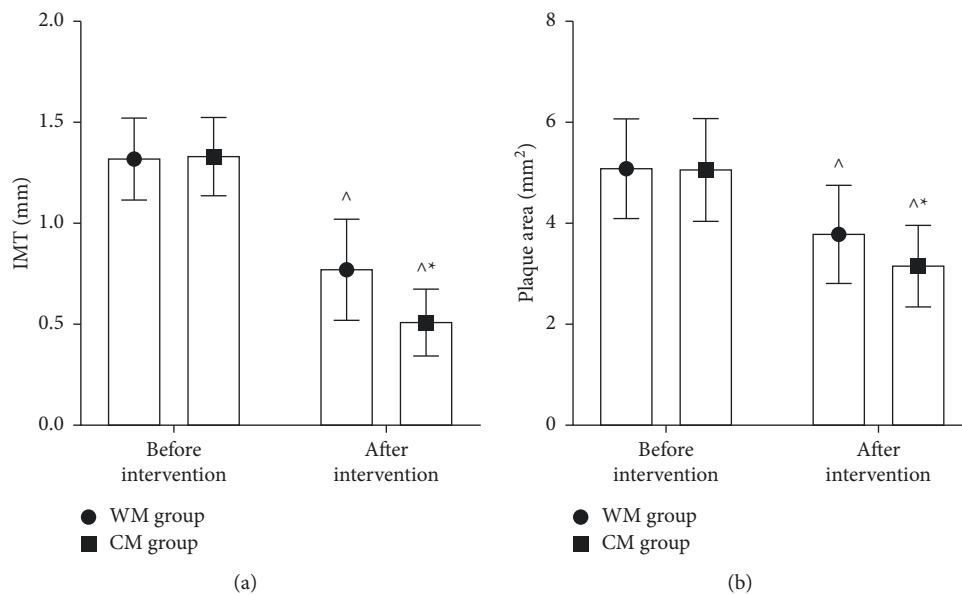 2.0
1.5
1.0
0.5
0.0
IMT (mm)
^
^*
Before
intervention
After
intervention
WM group
CM group
(a)
8
6
4
2
0
Plaque area (mm²)
^
^*
Before
intervention
After
intervention
WM group
CM group
(b)